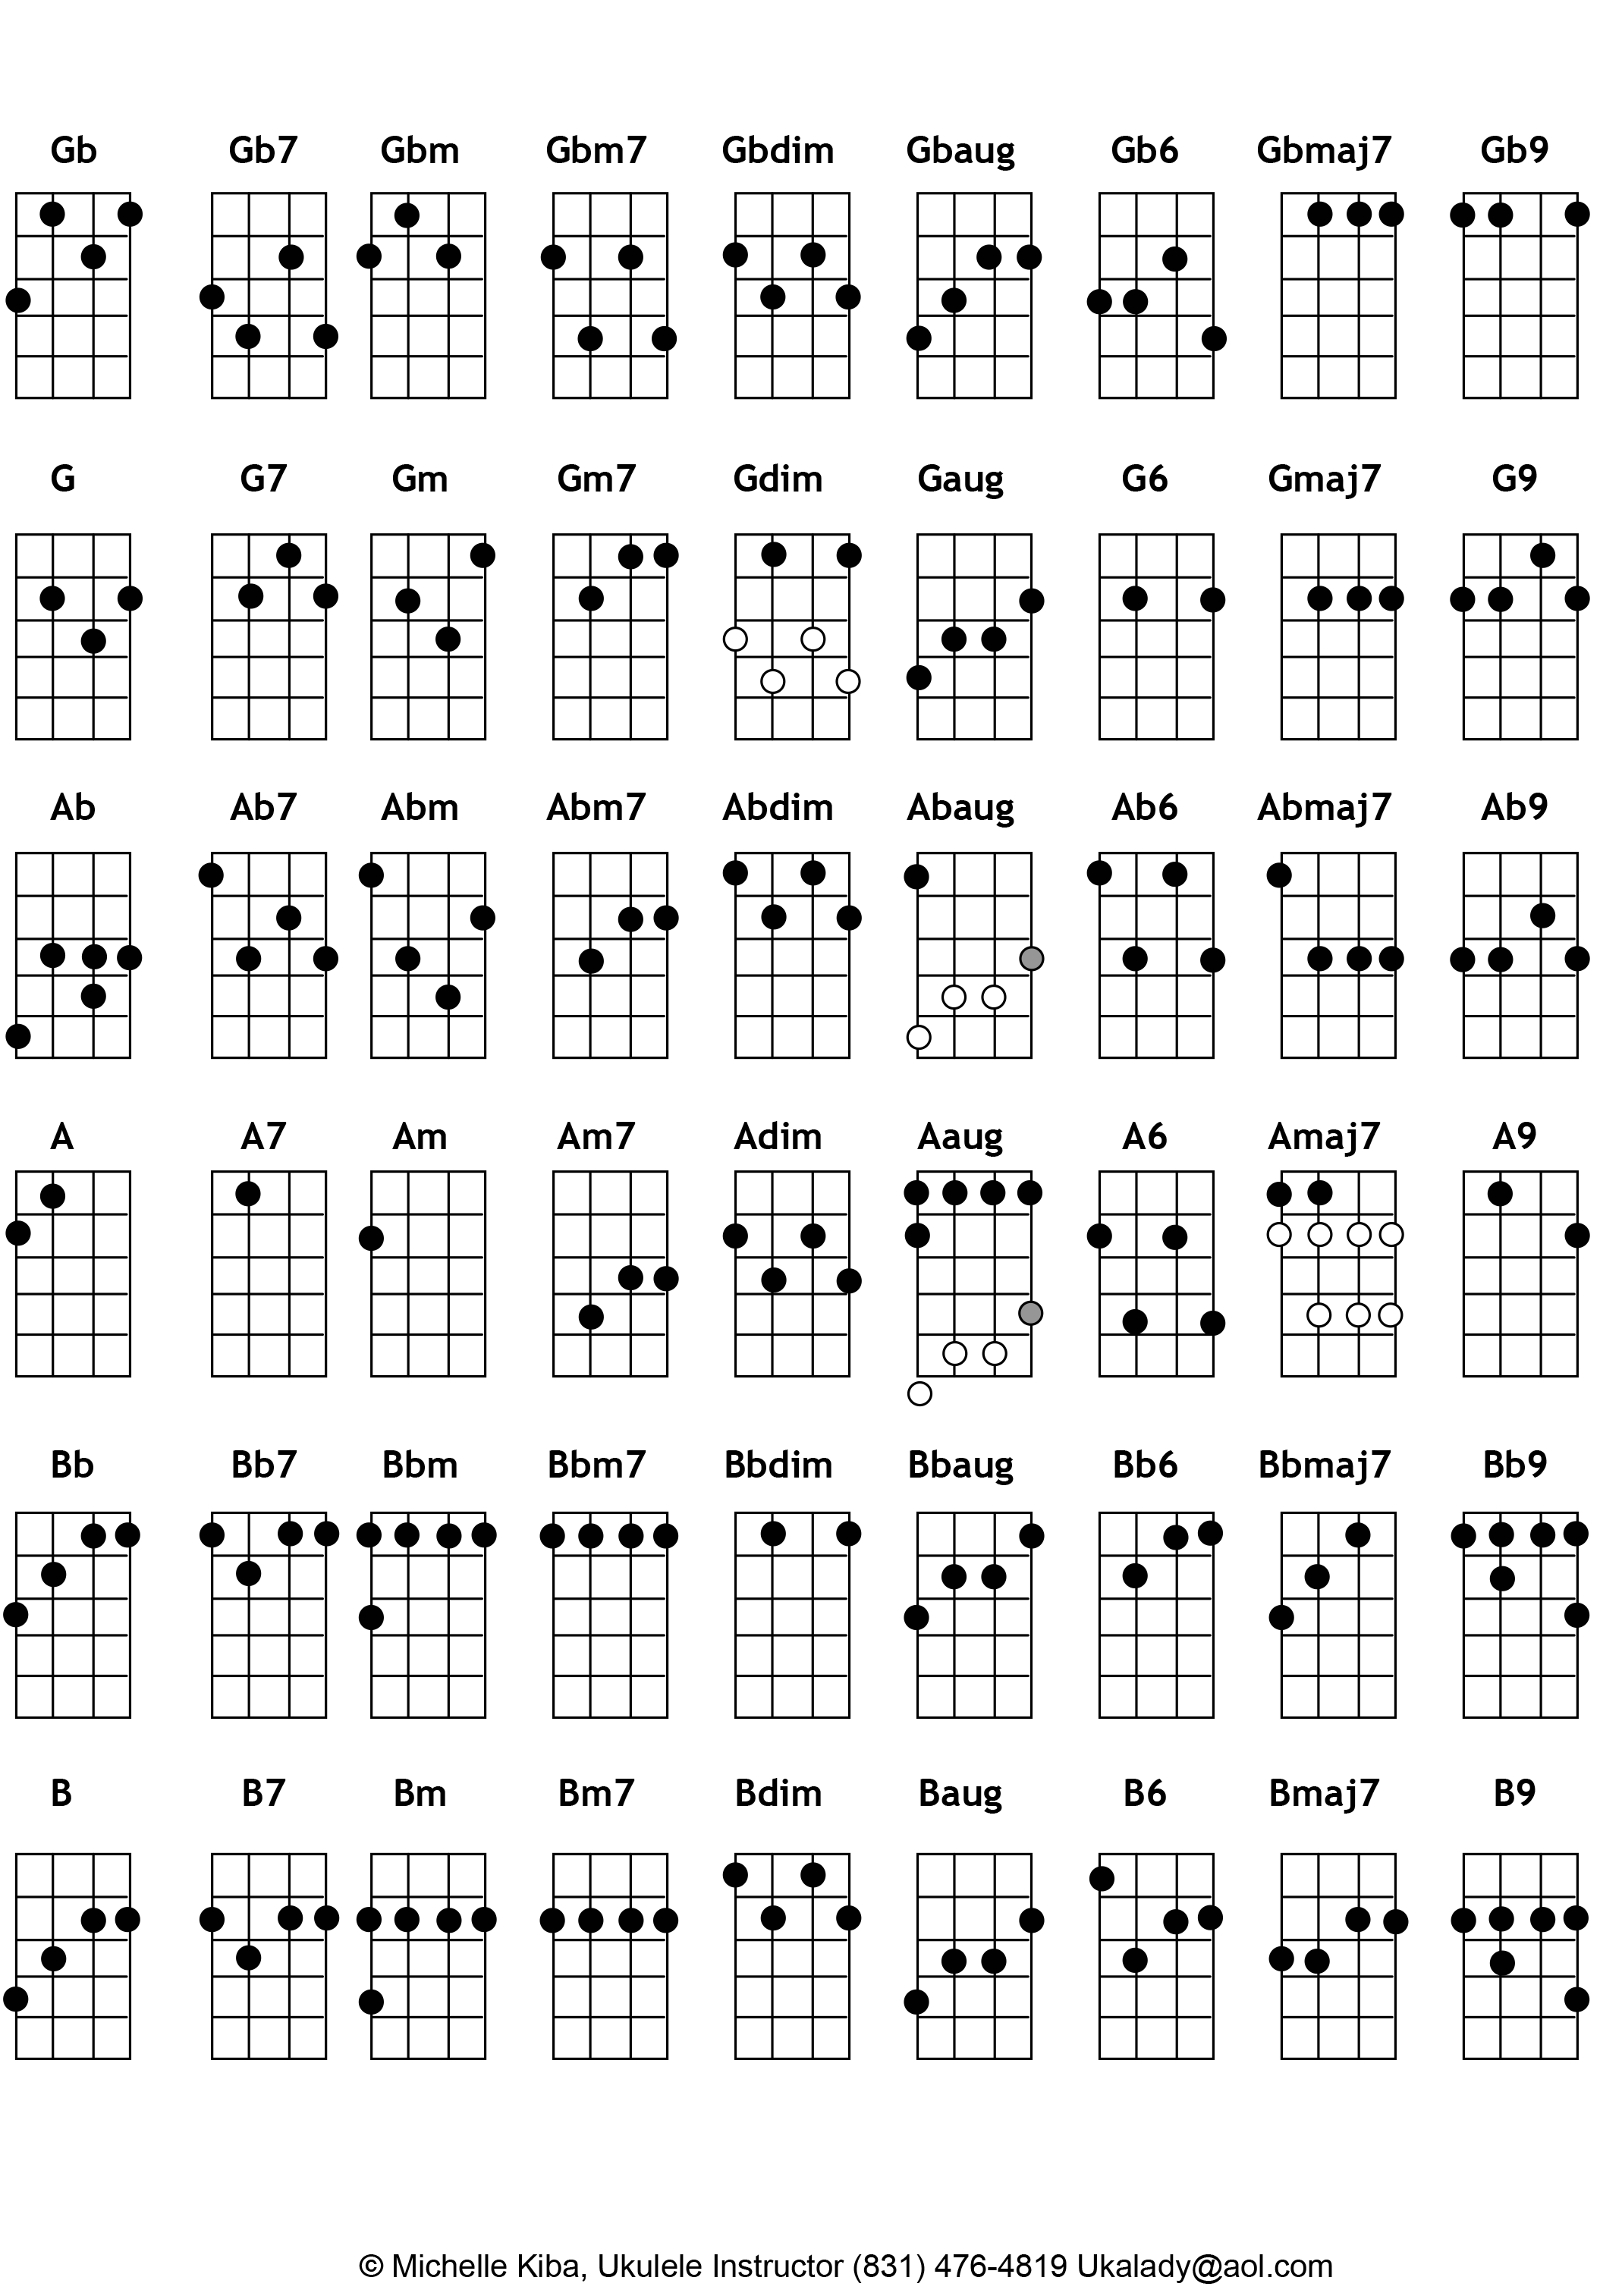 Gb Gb7 Gbm Gbm7 Gbdim Gbaug Gb6 Gbmaj7 Gb9
G G7 Gm Gm7 Gdim Gaug G6 Gmaj7 G9
Ab Ab7 Abm Abm7 Abdim Abaug Ab6 Abmaj7 Ab9
A A7 Am Am7 Adim Aaug A6 Amaj7 A9
Bb Bb7 Bbm Bbm7 Bbdim Bbaug Bb6 Bbmaj7 Bb9
B B7 Bm Bm7 Bdim Baug B6 Bmaj7 B9
© Michelle Kiba, Ukulele Instructor (831) 476-4819 Ukalady@aol.com